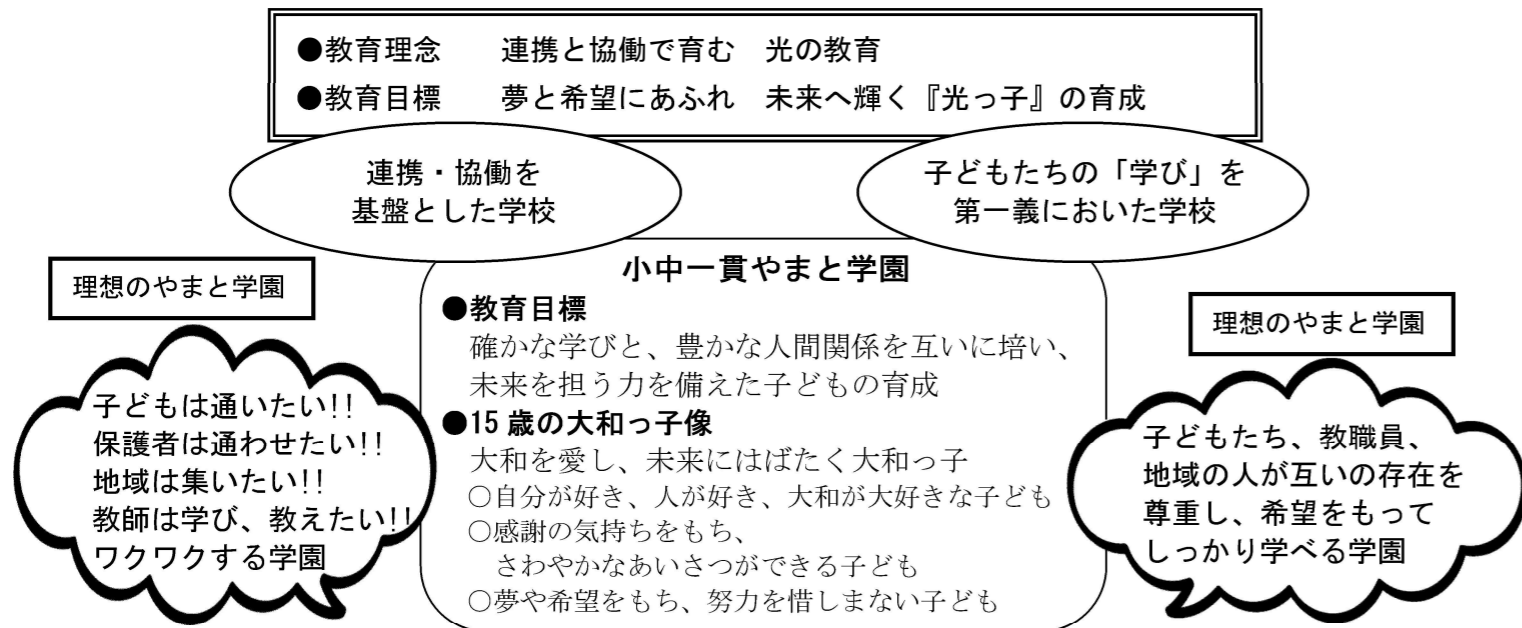 ●教育理念　　連携と協働で育む　光の教育
●教育目標　　夢と希望にあふれ　未来へ輝く『光っ子』の育成
連携・協働を
基盤とした学校
子どもたちの「学び」を
第一義においた学校
理想のやまと学園
子どもは通いたい!!
保護者は通わせたい!!
地域は集いたい!!
教師は学び、教えたい!!
ワクワクする学園
小中一貫やまと学園
●教育目標
確かな学びと、豊かな人間関係を互いに培い、
未来を担う力を備えた子どもの育成
●15歳の大和っ子像
大和を愛し、未来にはばたく大和っ子
○自分が好き、人が好き、大和が大好きな子ども
○感謝の気持ちをもち、
さわやかなあいさつができる子ども
○夢や希望をもち、努力を惜しまない子ども
理想のやまと学園
子どもたち、教職員、
地域の人が互いの存在を
尊重し、希望をもって
しっかり学べる学園